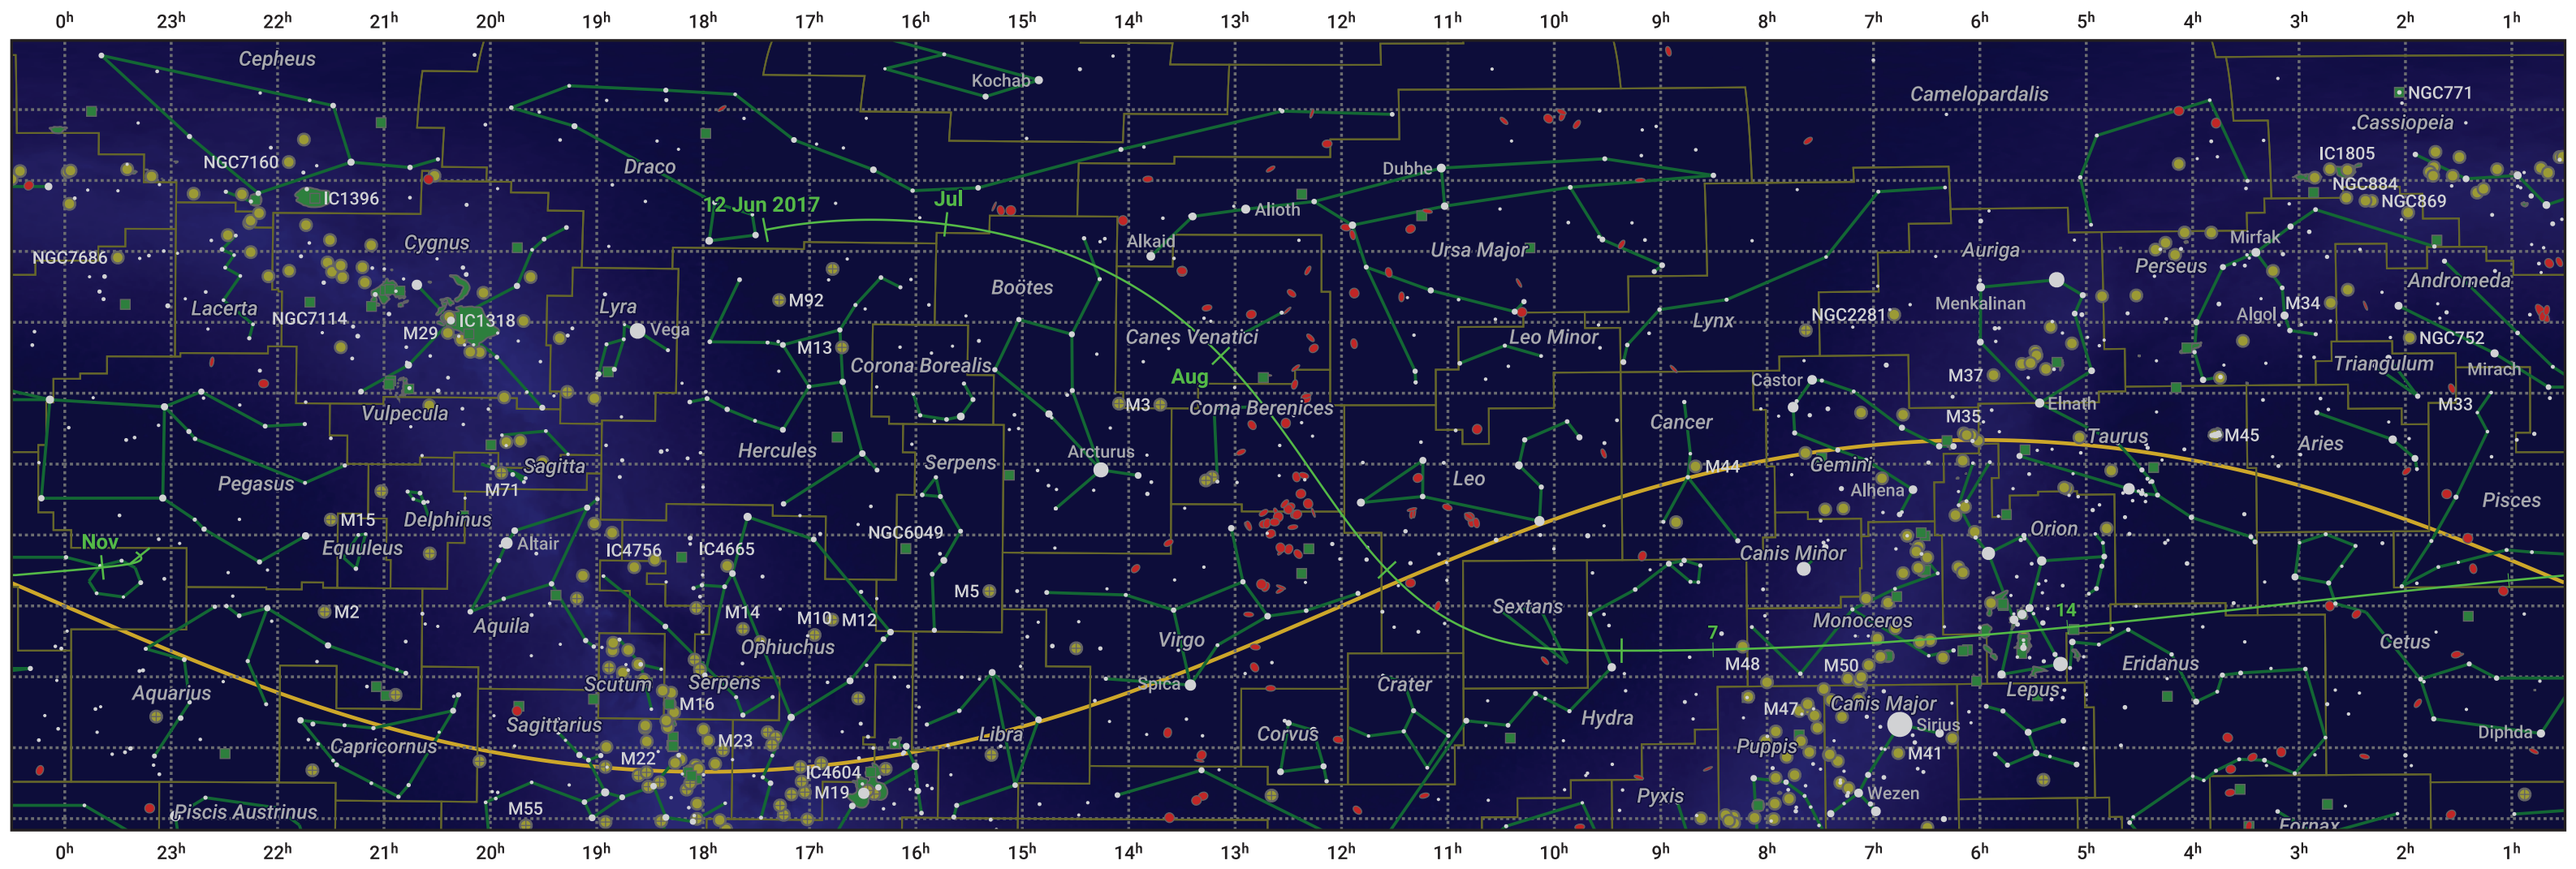 0ʰ 23ʰ 22ʰ 21ʰ 20ʰ 19ʰ 18ʰ 17ʰ 16ʰ 15ʰ 14ʰ 13ʰ 12ʰ 11ʰ 10ʰ 9ʰ 8ʰ 7ʰ 6ʰ 5ʰ 4ʰ 3ʰ 2ʰ 1ʰ
Cepheus
Kochab
Camelopardalis
NGC771
Cassiopeia
NGC7160
Draco
Dubhe
IC1805
NGC884
IC1396
12 Jun 2017
Jul
Alioth
NGC869
Cygnus
Alkaid
Ursa Major
Auriga
Mirfak
NGC7686
Perseus
Boötes
Andromeda
Lacerta
NGC7114
IC1318
Lyra
M92
Menkalinan
M34
M29
Vega
Canes Venatici
Leo Minor
Lynx
NGC2281
Algol
M13
NGC752
Corona Borealis
Aug
Castor
M37
Triangulum
Mirach
Vulpecula
M3
Coma Berenices
Cancer
Elnath
M33
M35
Taurus
M45
Aries
Hercules
Arcturus
Sagitta
Serpens
M44
Gemini
Pegasus
M71
Leo
Alhena
Pisces
M15
Delphinus
Nov
Equuleus
Altair
IC4756
IC4665
NGC6049
Orion
Canis Minor
M2
M5
Sextans
14
Aquila
M14
M10
M12
Monoceros
7
Virgo
Ophiuchus
Cetus
M48
M50
Eridanus
Aquarius
Scutum
Serpens
Spica
Crater
Lepus
M16
M47
Canis Major
Sagittarius
Hydra
Sirius
Capricornus
M23
Libra
Corvus
Puppis
M41
Diphda
M22
IC4604
M19
Pyxis
Wezen
Piscis Austrinus
M55
Fornax
0ʰ 23ʰ 22ʰ 21ʰ 20ʰ 19ʰ 18ʰ 17ʰ 16ʰ 15ʰ 14ʰ 13ʰ 12ʰ 11ʰ 10ʰ 9ʰ 8ʰ 7ʰ 6ʰ 5ʰ 4ʰ 3ʰ 2ʰ 1ʰ